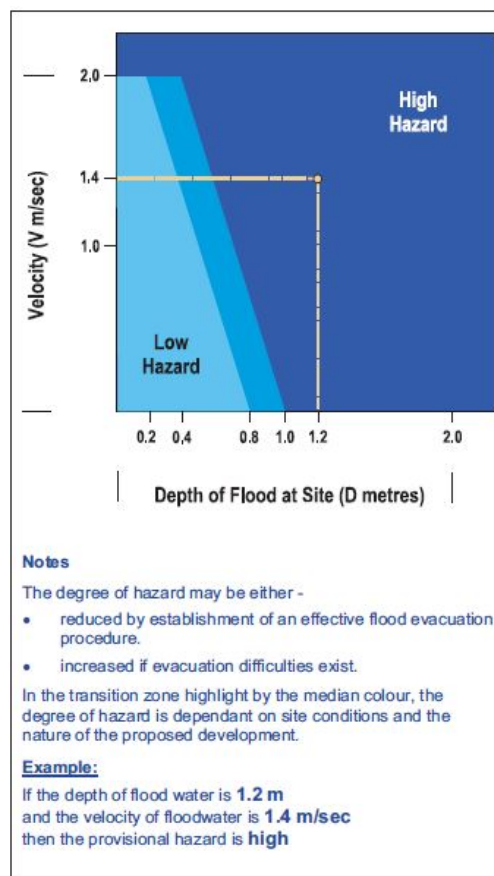 2.0
High
Hazard
1.4
Velocity (V m/sec)
1.0
Low
Hazard
0.2 0,4 0.8 1.0 1.2 2.0
Depth of Flood at Site (D metres)
Notes
The degree of hazard may be either -
• reduced by establishment of an effective flood evacuation
procedure.
• increased if evacuation difficulties exist.
In the transition zone highlight by the median colour, the
degree of hazard is dependant on site conditions and the
nature of the proposed development.
Example:
If the depth of flood water is 1.2 m
and the velocity of floodwater is 1.4 m/sec
then the provisional hazard is high